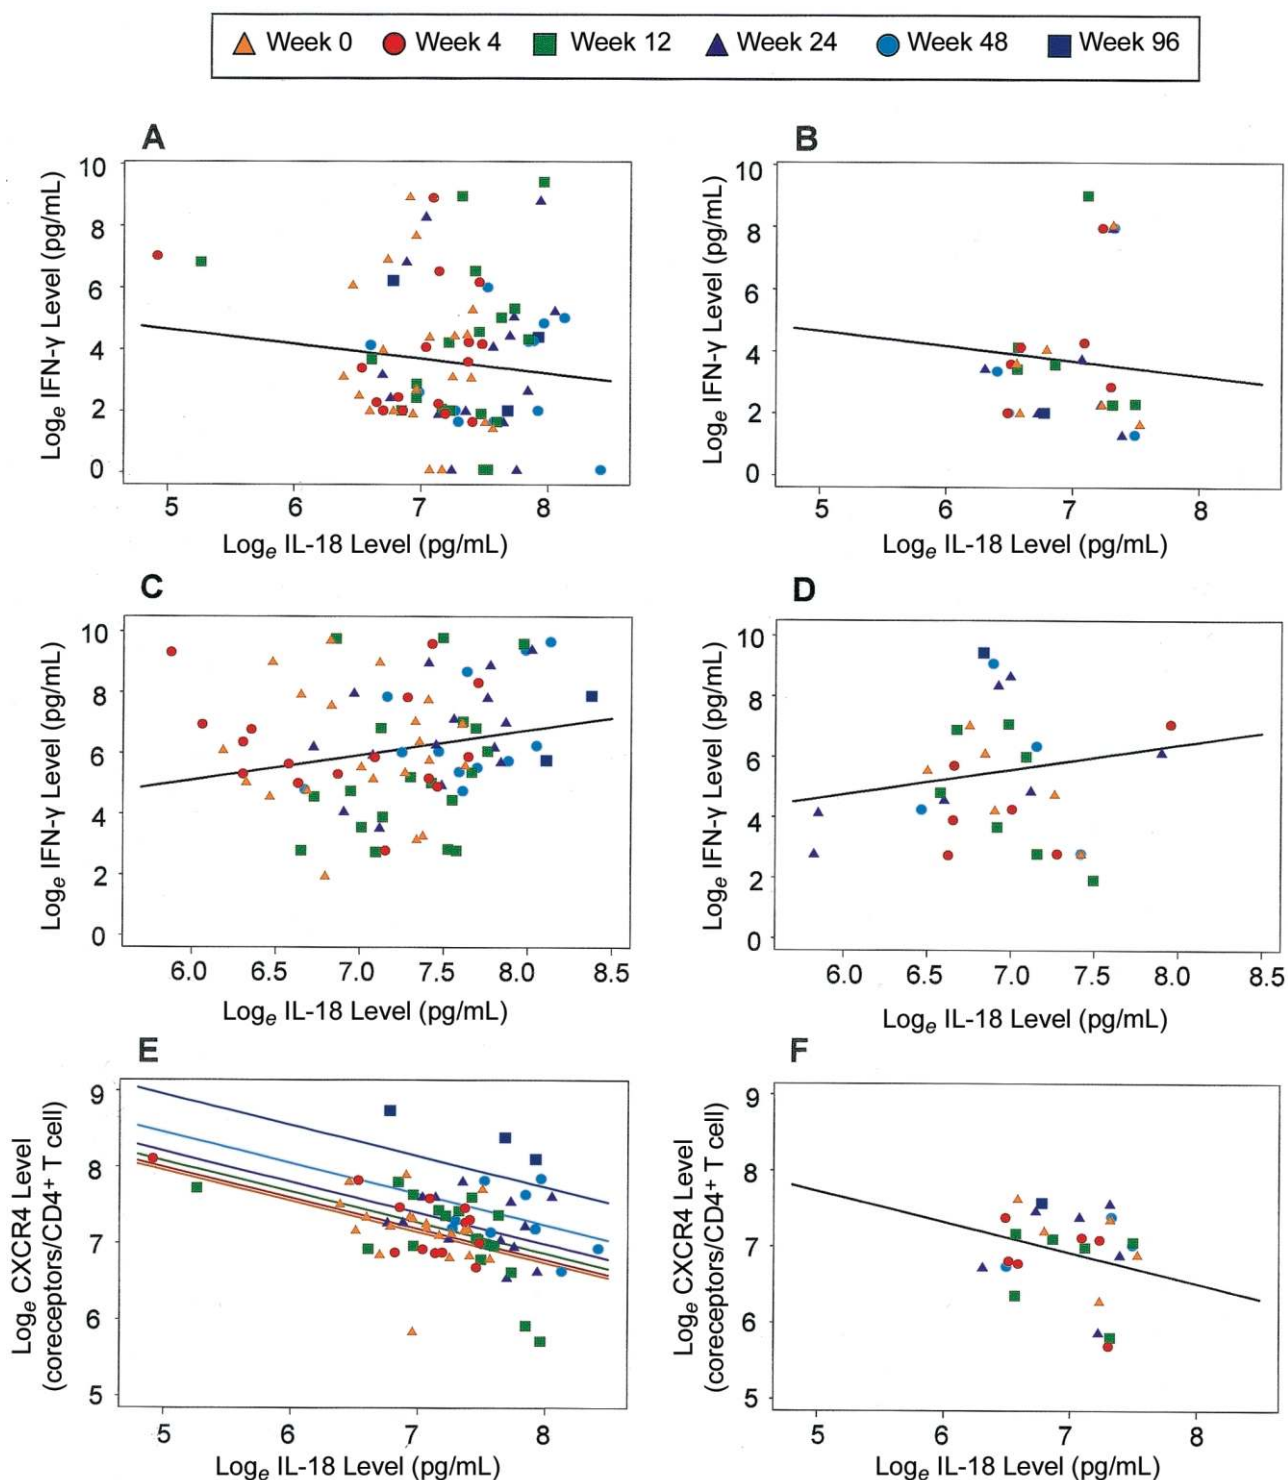 Week 0 Week 4 Week 12 Week 24 Week 48 Week 96
A
10
8
6
4
2
0
Loge IFN-γ Level (pg/mL)
5 6 7 8
Loge IL-18 Level (pg/mL)
B
10
8
6
4
2
0
Loge IFN-γ Level (pg/mL)
5 6 7 8
Loge IL-18 Level (pg/mL)
C
10
8
6
4
2
0
Loge IFN-γ Level (pg/mL)
6.0 6.5 7.0 7.5 8.0 8.5
Loge IL-18 Level (pg/mL)
D
10
8
6
4
2
0
Loge IFN-γ Level (pg/mL)
6.0 6.5 7.0 7.5 8.0 8.5
Loge IL-18 Level (pg/mL)
E
9
8
7
6
5
Loge CXCR4 Level
(coreceptors/CD4+ T cell)
5 6 7 8
Loge IL-18 Level (pg/mL)
F
9
8
7
6
5
Loge CXCR4 Level
(coreceptors/CD4+ T cell)
5 6 7 8
Loge IL-18 Level (pg/mL)